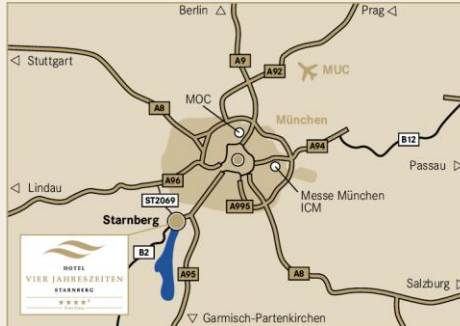 Berlin
Prag
Stuttgart
A9
A92
MUC
A8
MOC
München
A94
B12
Passau
A96
Lindau
ST2069
Messe München
ICM
Starnberg
A995
B2
HOTEL
VIER JAHRESZEITEN
STARNBERG
A95
A8
Salzburg
Garmisch-Partenkirchen